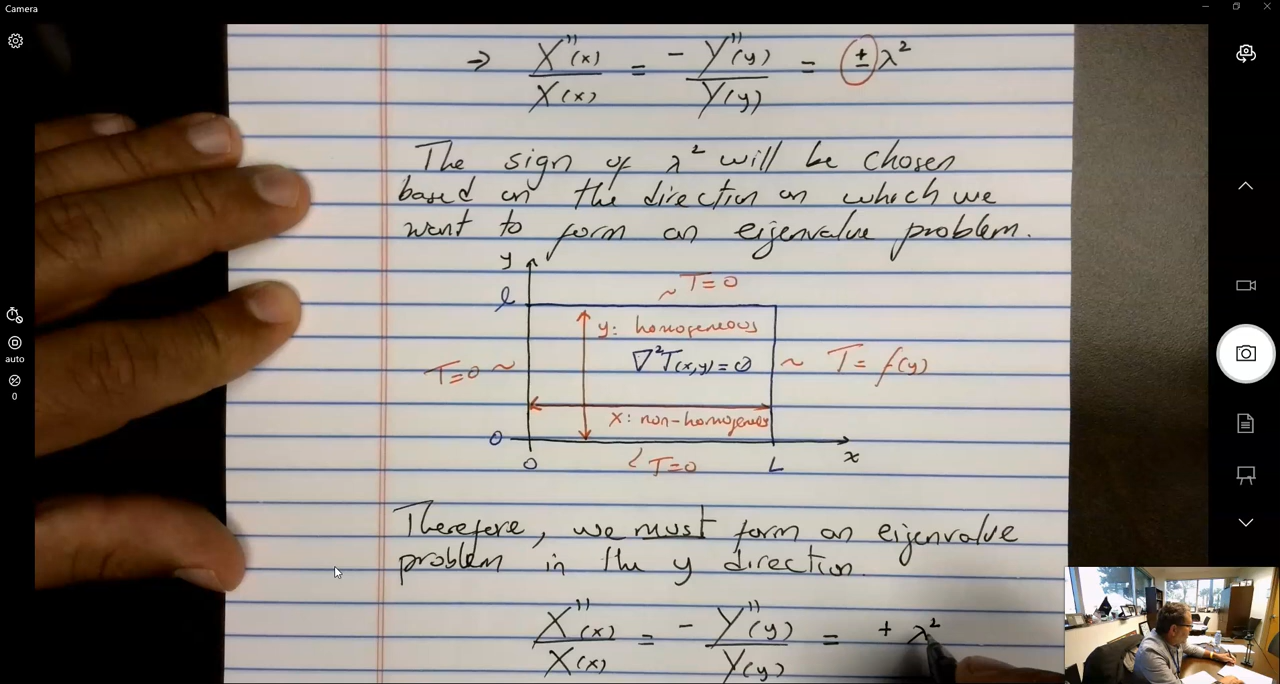 Camera
→ X''(x)/X(x) = - Y''(y)/Y(y) = ± λ²
The sign of λ² will be chosen
based on the direction on which we
want to form an eigenvalue problem.
y
l
~ T=0
y: homogeneous
∇²T(x,y)=0
T=0 ~
~ T=f(y)
auto
0
x: non-homogeneous
0
x
0
T=0
L
Therefore, we must form an eigenvalue
problem in the y direction.
X''(x)/X(x) = - Y''(y)/Y(y) = + λ²